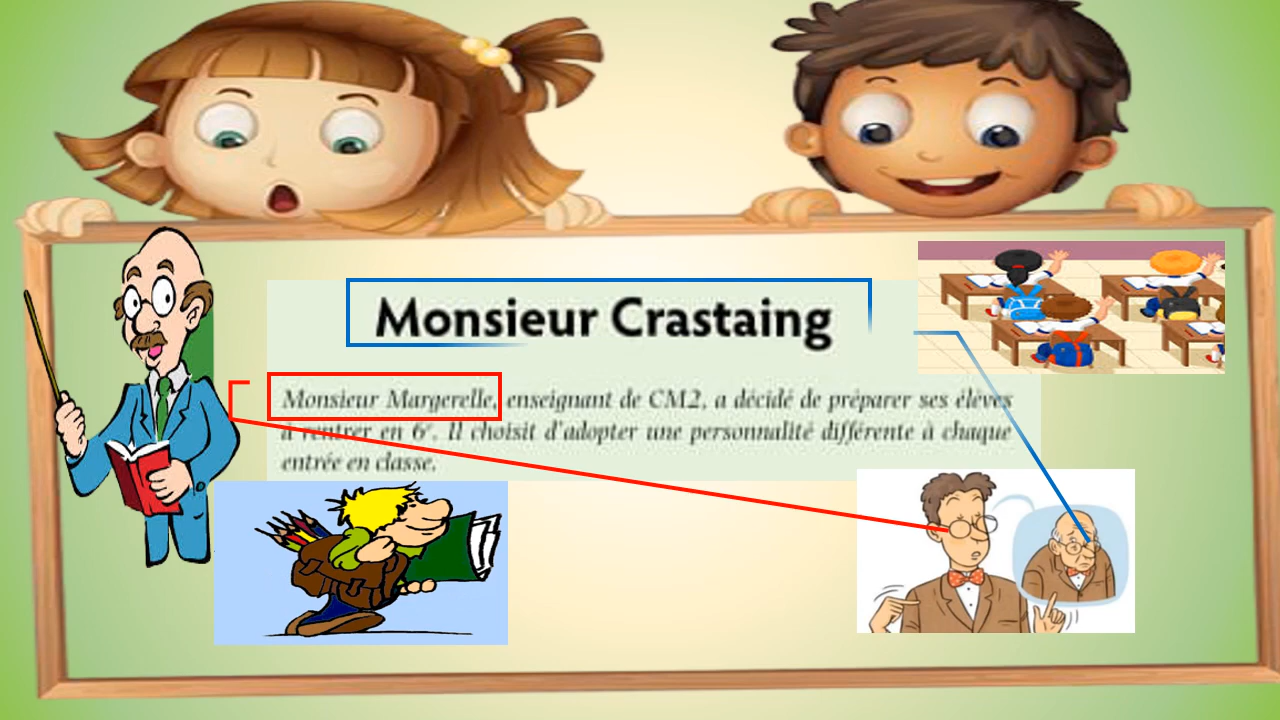 Monsieur Crastaing
Monsieur Margerelle, enseignant de CM2, a décidé de préparer ses élèves
à rentrer en 6e. Il choisit d'adopter une personnalité différente à chaque
entrée en classe.